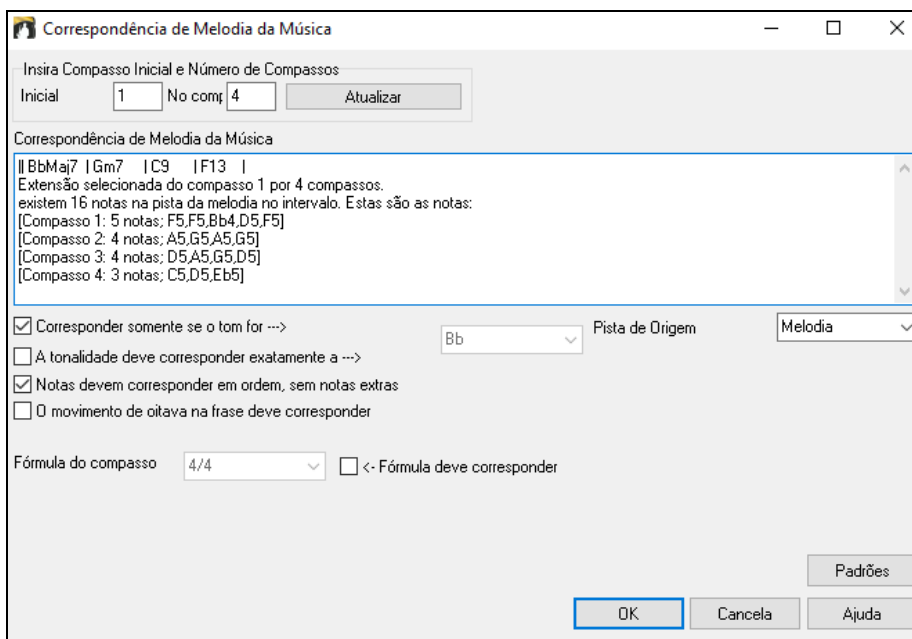 Correspondência de Melodia da Música
Insira Compasso Inicial e Número de Compassos
Inicial 1 No comp 4 Atualizar
Correspondência de Melodia da Música
|| BbMaj7 | Gm7 | C9 | F13 |
Extensão selecionada do compasso 1 por 4 compassos.
existem 16 notas na pista da melodia no intervalo. Estas são as notas:
[Compasso 1: 5 notas; F5,F5,Bb4,D5,F5]
[Compasso 2: 4 notas; A5,G5,A5,G5]
[Compasso 3: 4 notas; D5,A5,G5,D5]
[Compasso 4: 3 notas; C5,D5,Eb5]
Corresponder somente se o tom for --->
Bb Pista de Origem Melodia
A tonalidade deve corresponder exatamente a --->
Notas devem corresponder em ordem, sem notas extras
O movimento de oitava na frase deve corresponder
Fórmula do compasso 4/4 <- Fórmula deve corresponder
Padrões
OK Cancela Ajuda